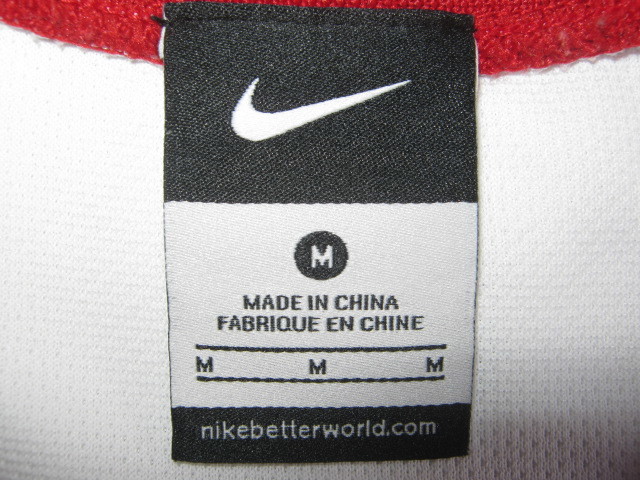 M
MADE IN CHINA
FABRIQUE EN CHINE
M M M
nikebetterworld.com